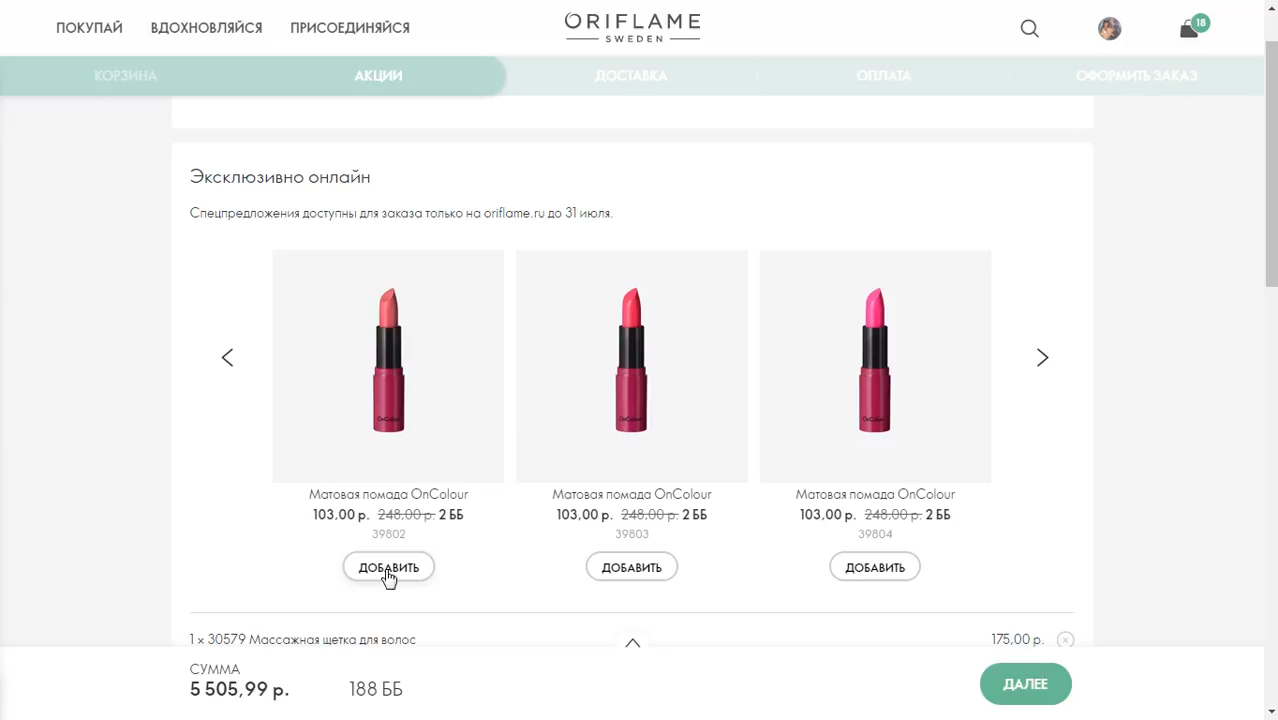 ПОКУПАЙ ВДОХНОВЛЯЙСЯ ПРИСОЕДИНЯЙСЯ
ORIFLAME
SWEDEN
18
КОРЗИНА АКЦИИ ДОСТАВКА ОПЛАТА ОФОРМИТЬ ЗАКАЗ
Эксклюзивно онлайн
Спецпредложения доступны для заказа только на oriflame.ru до 31 июля.
OnColour OnColour OnColour
Матовая помада OnColour Матовая помада OnColour Матовая помада OnColour
103,00 р. 248,00 р. 2 ББ 103,00 р. 248,00 р. 2 ББ 103,00 р. 248,00 р. 2 ББ
39802 39803 39804
ДОБАВИТЬ ДОБАВИТЬ ДОБАВИТЬ
1 × 30579 Массажная щетка для волос 175,00 р.
СУММА
5 505,99 р. 188 ББ
ДАЛЕЕ